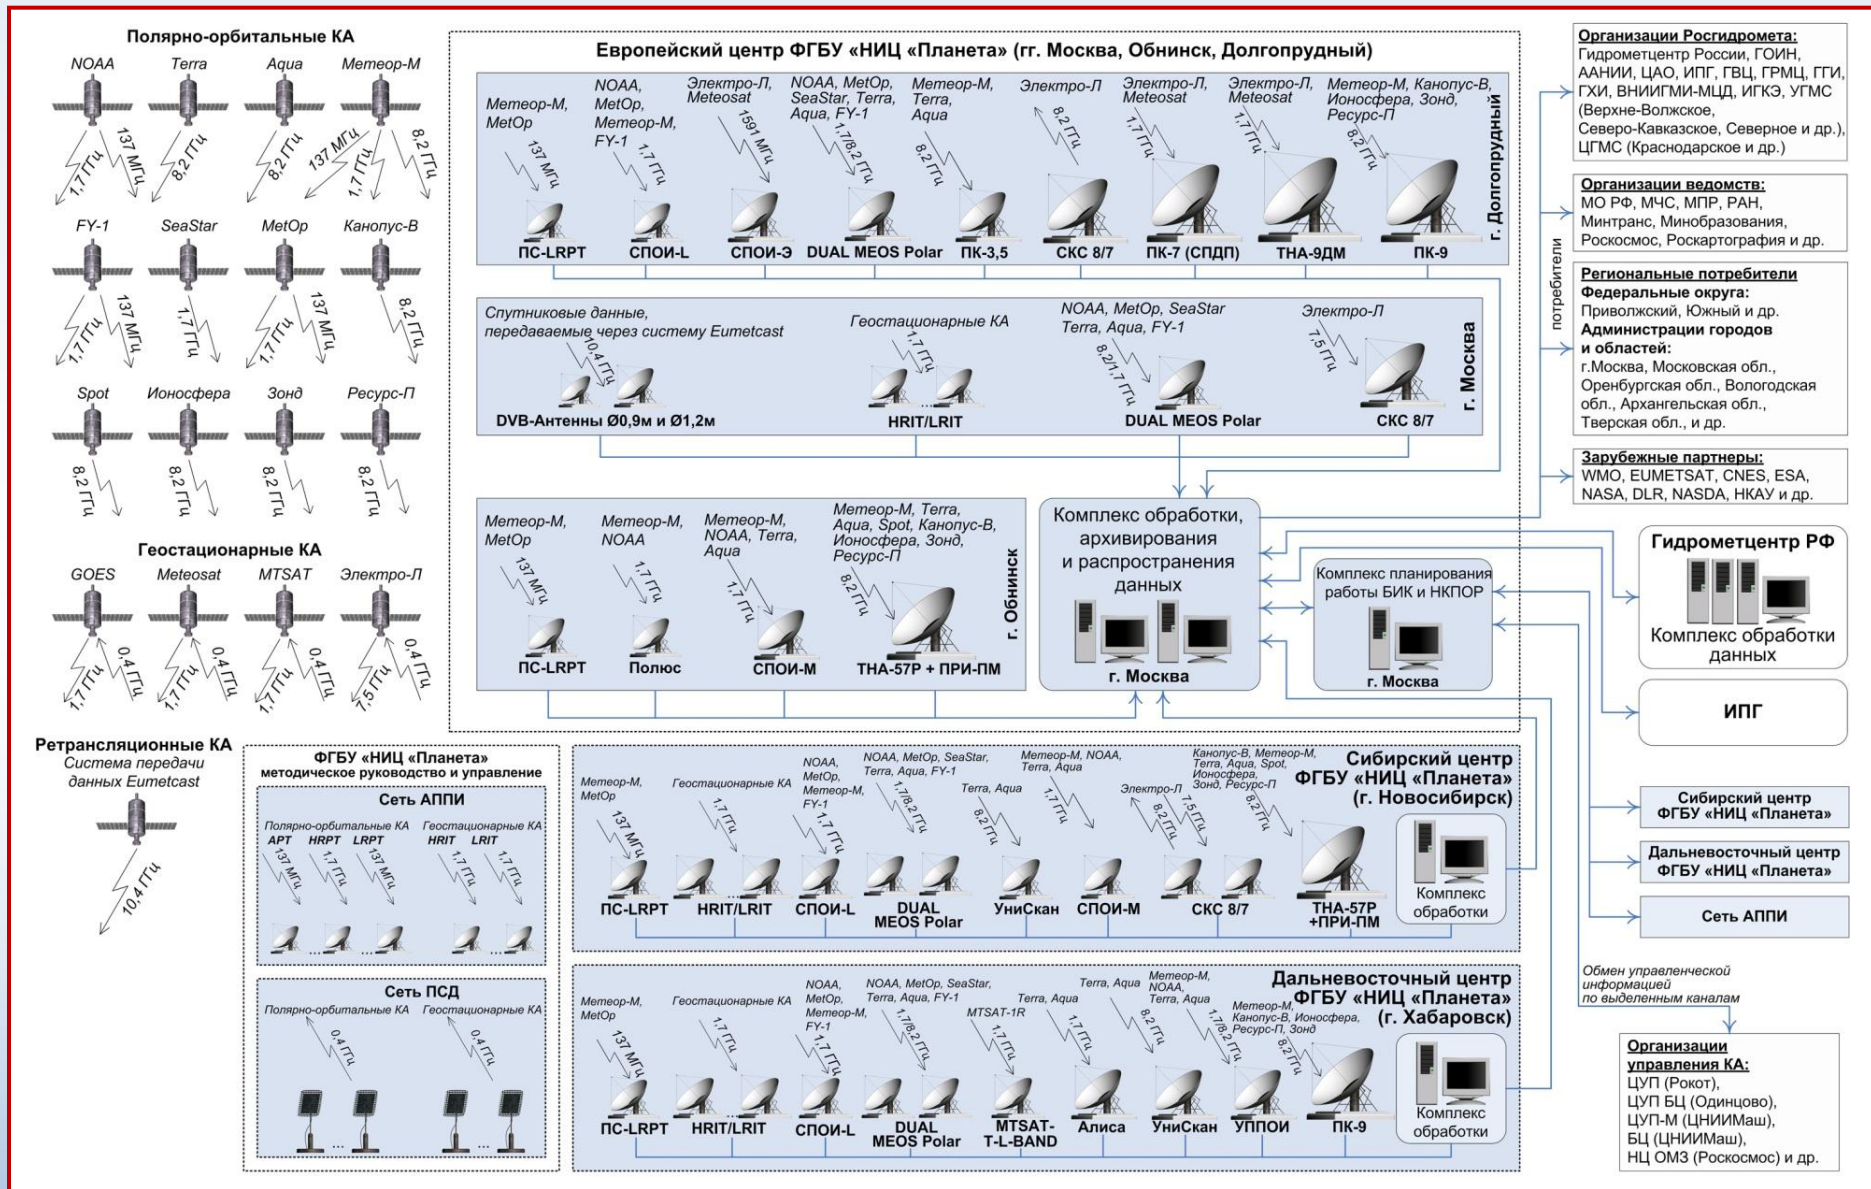 Полярно-орбитальные КА
NOAA
Terra
Aqua
Метеор-М
1,7 ГГц
137 МГц
8,2 ГГц
8,2 ГГц
137 МГц
1,7 ГГц
8,2 ГГц
FY-1
SeaStar
MetOp
Канопус-В
1,7 ГГц
137 МГц
1,7 ГГц
1,7 ГГц
137 МГц
8,2 ГГц
Spot
Ионосфера
Зонд
Ресурс-П
8,2 ГГц
8,2 ГГц
8,2 ГГц
8,2 ГГц
Геостационарные КА
GOES
Meteosat
MTSAT
Электро-Л
1,7 ГГц
0,4 ГГц
1,7 ГГц
0,4 ГГц
1,7 ГГц
0,4 ГГц
7,5 ГГц
0,4 ГГц
Ретрансляционные КА
Система передачи
данных Eumetcast
10,4 ГГц
ФГБУ «НИЦ «Планета»
методическое руководство и управление
Сеть АППИ
Полярно-орбитальные КА
APT HRPT LRPT
137 МГц
1,7 ГГц
137 МГц
Геостационарные КА
HRIT LRIT
1,7 ГГц
1,7 ГГц
Сеть ПСД
Полярно-орбитальные КА
0,4 ГГц
Геостационарные КА
0,4 ГГц
Европейский центр ФГБУ «НИЦ «Планета» (гг. Москва, Обнинск, Долгопрудный)
г. Долгопрудный
Метеор-М,
MetOp
137 МГц
ПС-LRPT
NOAA,
MetOp,
Метеор-М,
FY-1
1,7 ГГц
СПОИ-L
Электро-Л,
Meteosat
1591 МГц
СПОИ-Э
NOAA, MetOp,
SeaStar, Terra,
Aqua, FY-1
1,7/8,2 ГГц
DUAL MEOS Polar
Метеор-М,
Terra,
Aqua
8,2 ГГц
ПК-3,5
Электро-Л
8,2 ГГц
СКС 8/7
Электро-Л,
Meteosat
1,7 ГГц
ПК-7 (СПДП)
Электро-Л,
Meteosat
1,7 ГГц
ТНА-9ДМ
Метеор-М, Канопус-В,
Ионосфера, Зонд,
Ресурс-П
8,2 ГГц
ПК-9
г. Москва
Спутниковые данные,
передаваемые через систему Eumetcast
10,4 ГГц
DVB-Антенны Ø0,9м и Ø1,2м
Геостационарные КА
1,7 ГГц
HRIT/LRIT
NOAA, MetOp, SeaStar
Terra, Aqua, FY-1
8,2/1,7 ГГц
DUAL MEOS Polar
Электро-Л
7,5 ГГц
СКС 8/7
г. Обнинск
Метеор-М,
MetOp
137 МГц
ПС-LRPT
Метеор-М,
NOAA
1,7 ГГц
Полюс
Метеор-М,
NOAA, Terra,
Aqua
1,7 ГГц
СПОИ-М
Метеор-М, Terra,
Aqua, Spot, Канопус-В,
Ионосфера, Зонд,
Ресурс-П
8,2 ГГц
ТНА-57Р + ПРИ-ПМ
Комплекс обработки,
архивирования
и распространения
данных
г. Москва
Комплекс планирования
работы БИК и НКПОР
г. Москва
Сибирский центр
ФГБУ «НИЦ «Планета»
(г. Новосибирск)
Метеор-М,
MetOp
137 МГц
ПС-LRPT
Геостационарные КА
1,7 ГГц
HRIT/LRIT
NOAA,
MetOp,
Метеор-М,
FY-1
1,7 ГГц
СПОИ-L
NOAA, MetOp, SeaStar,
Terra, Aqua, FY-1
1,7/8,2 ГГц
DUAL
MEOS Polar
Terra, Aqua
8,2 ГГц
УниСкан
Метеор-М, NOAA,
Terra, Aqua
1,7 ГГц
СПОИ-М
Электро-Л
8,2 ГГц
7,5 ГГц
СКС 8/7
Канопус-В, Метеор-М,
Terra, Aqua, Spot,
Ионосфера,
Зонд, Ресурс-П
8,2 ГГц
ТНА-57Р
+ПРИ-ПМ
Комплекс
обработки
Дальневосточный центр
ФГБУ «НИЦ «Планета»
(г. Хабаровск)
Метеор-М,
MetOp
137 МГц
ПС-LRPT
Геостационарные КА
1,7 ГГц
HRIT/LRIT
NOAA,
MetOp,
Метеор-М,
FY-1
1,7 ГГц
СПОИ-L
NOAA, MetOp, SeaStar,
Terra, Aqua, FY-1
1,7/8,2 ГГц
DUAL
MEOS Polar
MTSAT-1R
1,7 ГГц
MTSAT-
T-L-BAND
Terra, Aqua
1,7 ГГц
Алиса
Terra, Aqua
8,2 ГГц
УниСкан
Метеор-М,
NOAA,
Terra, Aqua
1,7/8,2 ГГц
УППОИ
Метеор-М,
Канопус-В, Ионосфера,
Ресурс-П, Зонд
8,2 ГГц
ПК-9
Комплекс
обработки
потребители
Организации Росгидромета:
Гидрометцентр России, ГОИН,
ААНИИ, ЦАО, ИПГ, ГВЦ, ГРМЦ, ГГИ,
ГХИ, ВНИИГМИ-МЦД, ИГКЭ, УГМС
(Верхне-Волжское,
Северо-Кавказское, Северное и др.),
ЦГМС (Краснодарское и др.)
Организации ведомств:
МО РФ, МЧС, МПР, РАН,
Минтранс, Минобразования,
Роскосмос, Роскартография и др.
Региональные потребители
Федеральные округа:
Приволжский, Южный и др.
Администрации городов
и областей:
г.Москва, Московская обл.,
Оренбургская обл., Вологодская
обл., Архангельская обл.,
Тверская обл., и др.
Зарубежные партнеры:
WMO, EUMETSAT, CNES, ESA,
NASA, DLR, NASDA, НКАУ и др.
Гидрометцентр РФ
Комплекс обработки
данных
ИПГ
Сибирский центр
ФГБУ «НИЦ «Планета»
Дальневосточный центр
ФГБУ «НИЦ «Планета»
Сеть АППИ
Обмен управленческой
информацией
по выделенным каналам
Организации
управления КА:
ЦУП (Рокот),
ЦУП БЦ (Одинцово),
ЦУП-М (ЦНИИМаш),
БЦ (ЦНИИМаш),
НЦ ОМЗ (Роскосмос) и др.